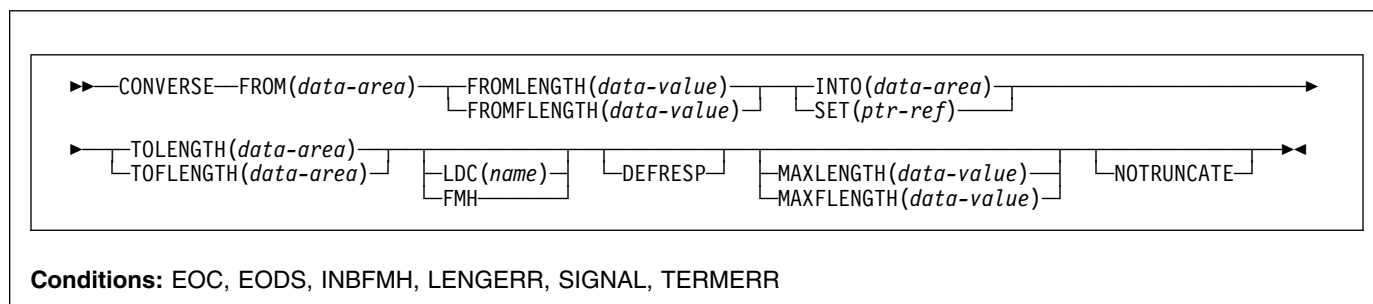 CONVERSE FROM(data-area) FROMLENGTH(data-value) INTO(data-area)
FROMFLENGTH(data-value) SET(ptr-ref)
TOLENGTH(data-area)
TOFLENGTH(data-area) LDC(name) DEFRESP MAXLENGTH(data-value) NOTRUNCATE
FMH MAXFLENGTH(data-value)
Conditions: EOC, EODS, INBFMH, LENGERR, SIGNAL, TERMERR